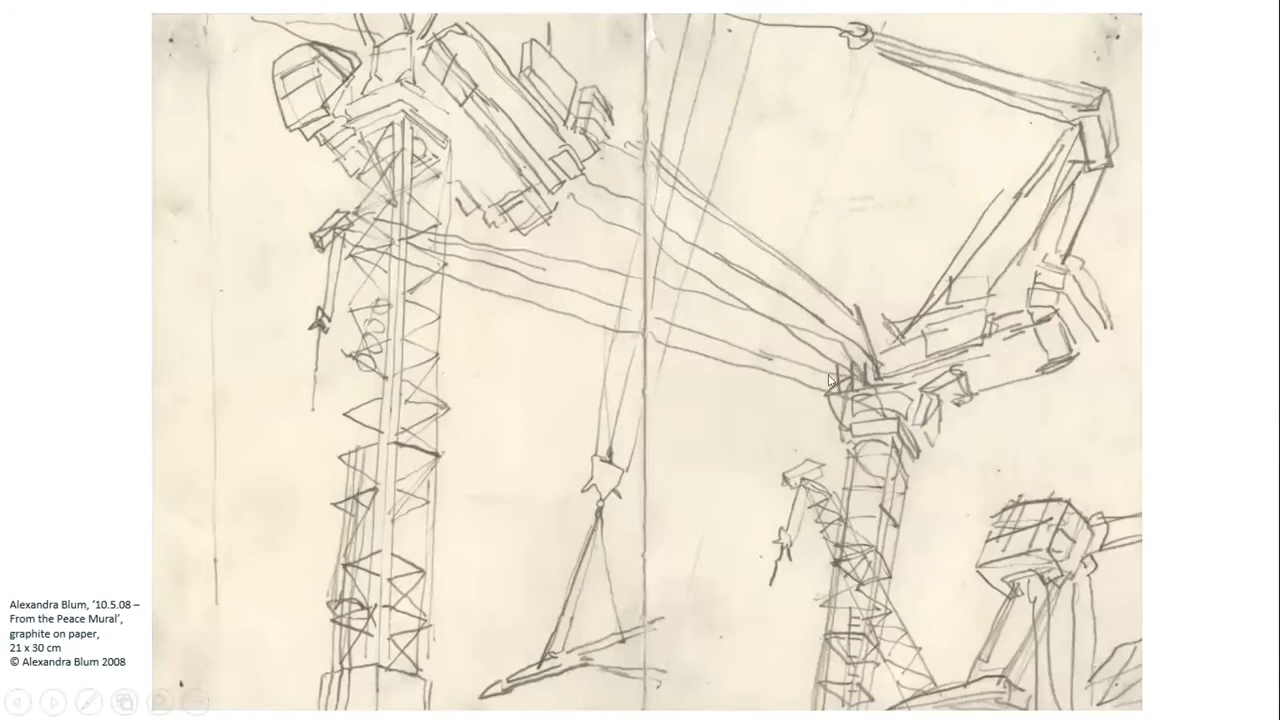 Alexandra Blum, ‘10.5.08 –
From the Peace Mural’,
graphite on paper,
21 x 30 cm
© Alexandra Blum 2008